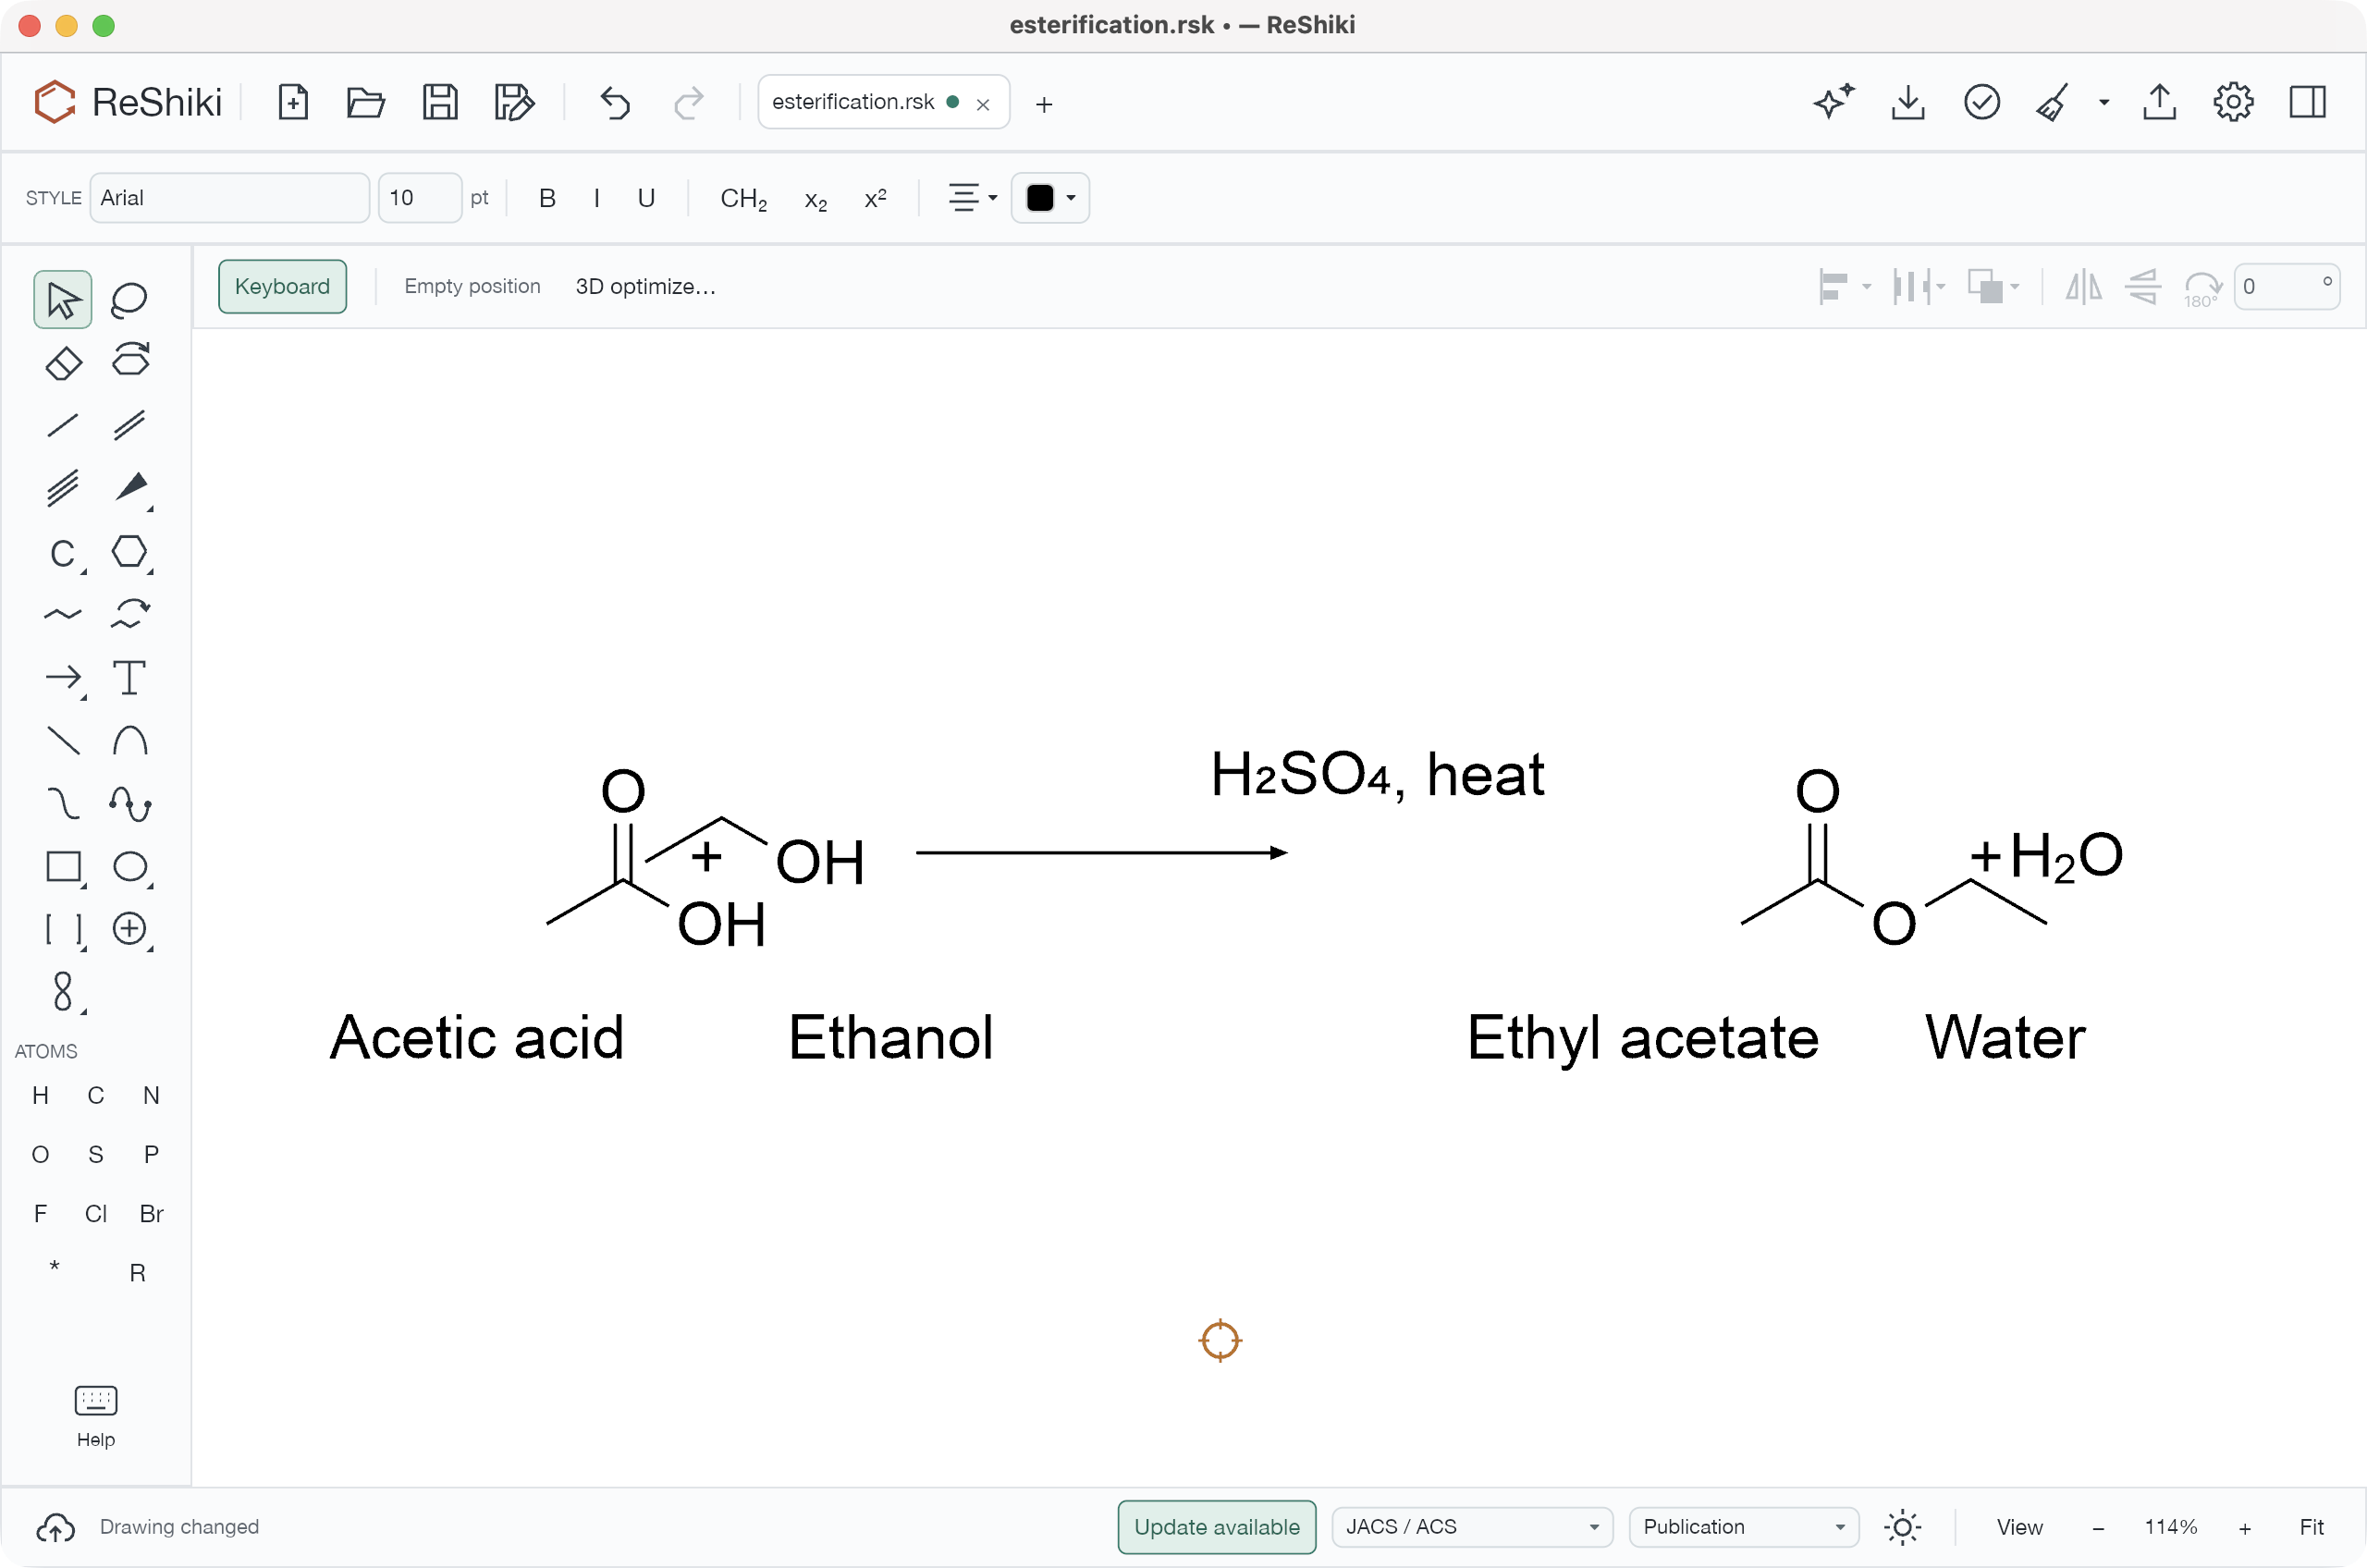 esterification.rsk • — ReShiki
ReShiki
esterification.rsk
STYLE Arial 10 pt B I U CH₂ x₂ x²
Keyboard Empty position 3D optimize... 180° 0 °
C
T
ATOMS
H C N
O S P
F Cl Br
* R
Help
H₂SO₄, heat
O
+
OH
OH
O
O
+
H₂O
Acetic acid Ethanol Ethyl acetate Water
Drawing changed Update available JACS / ACS Publication View − 114% + Fit